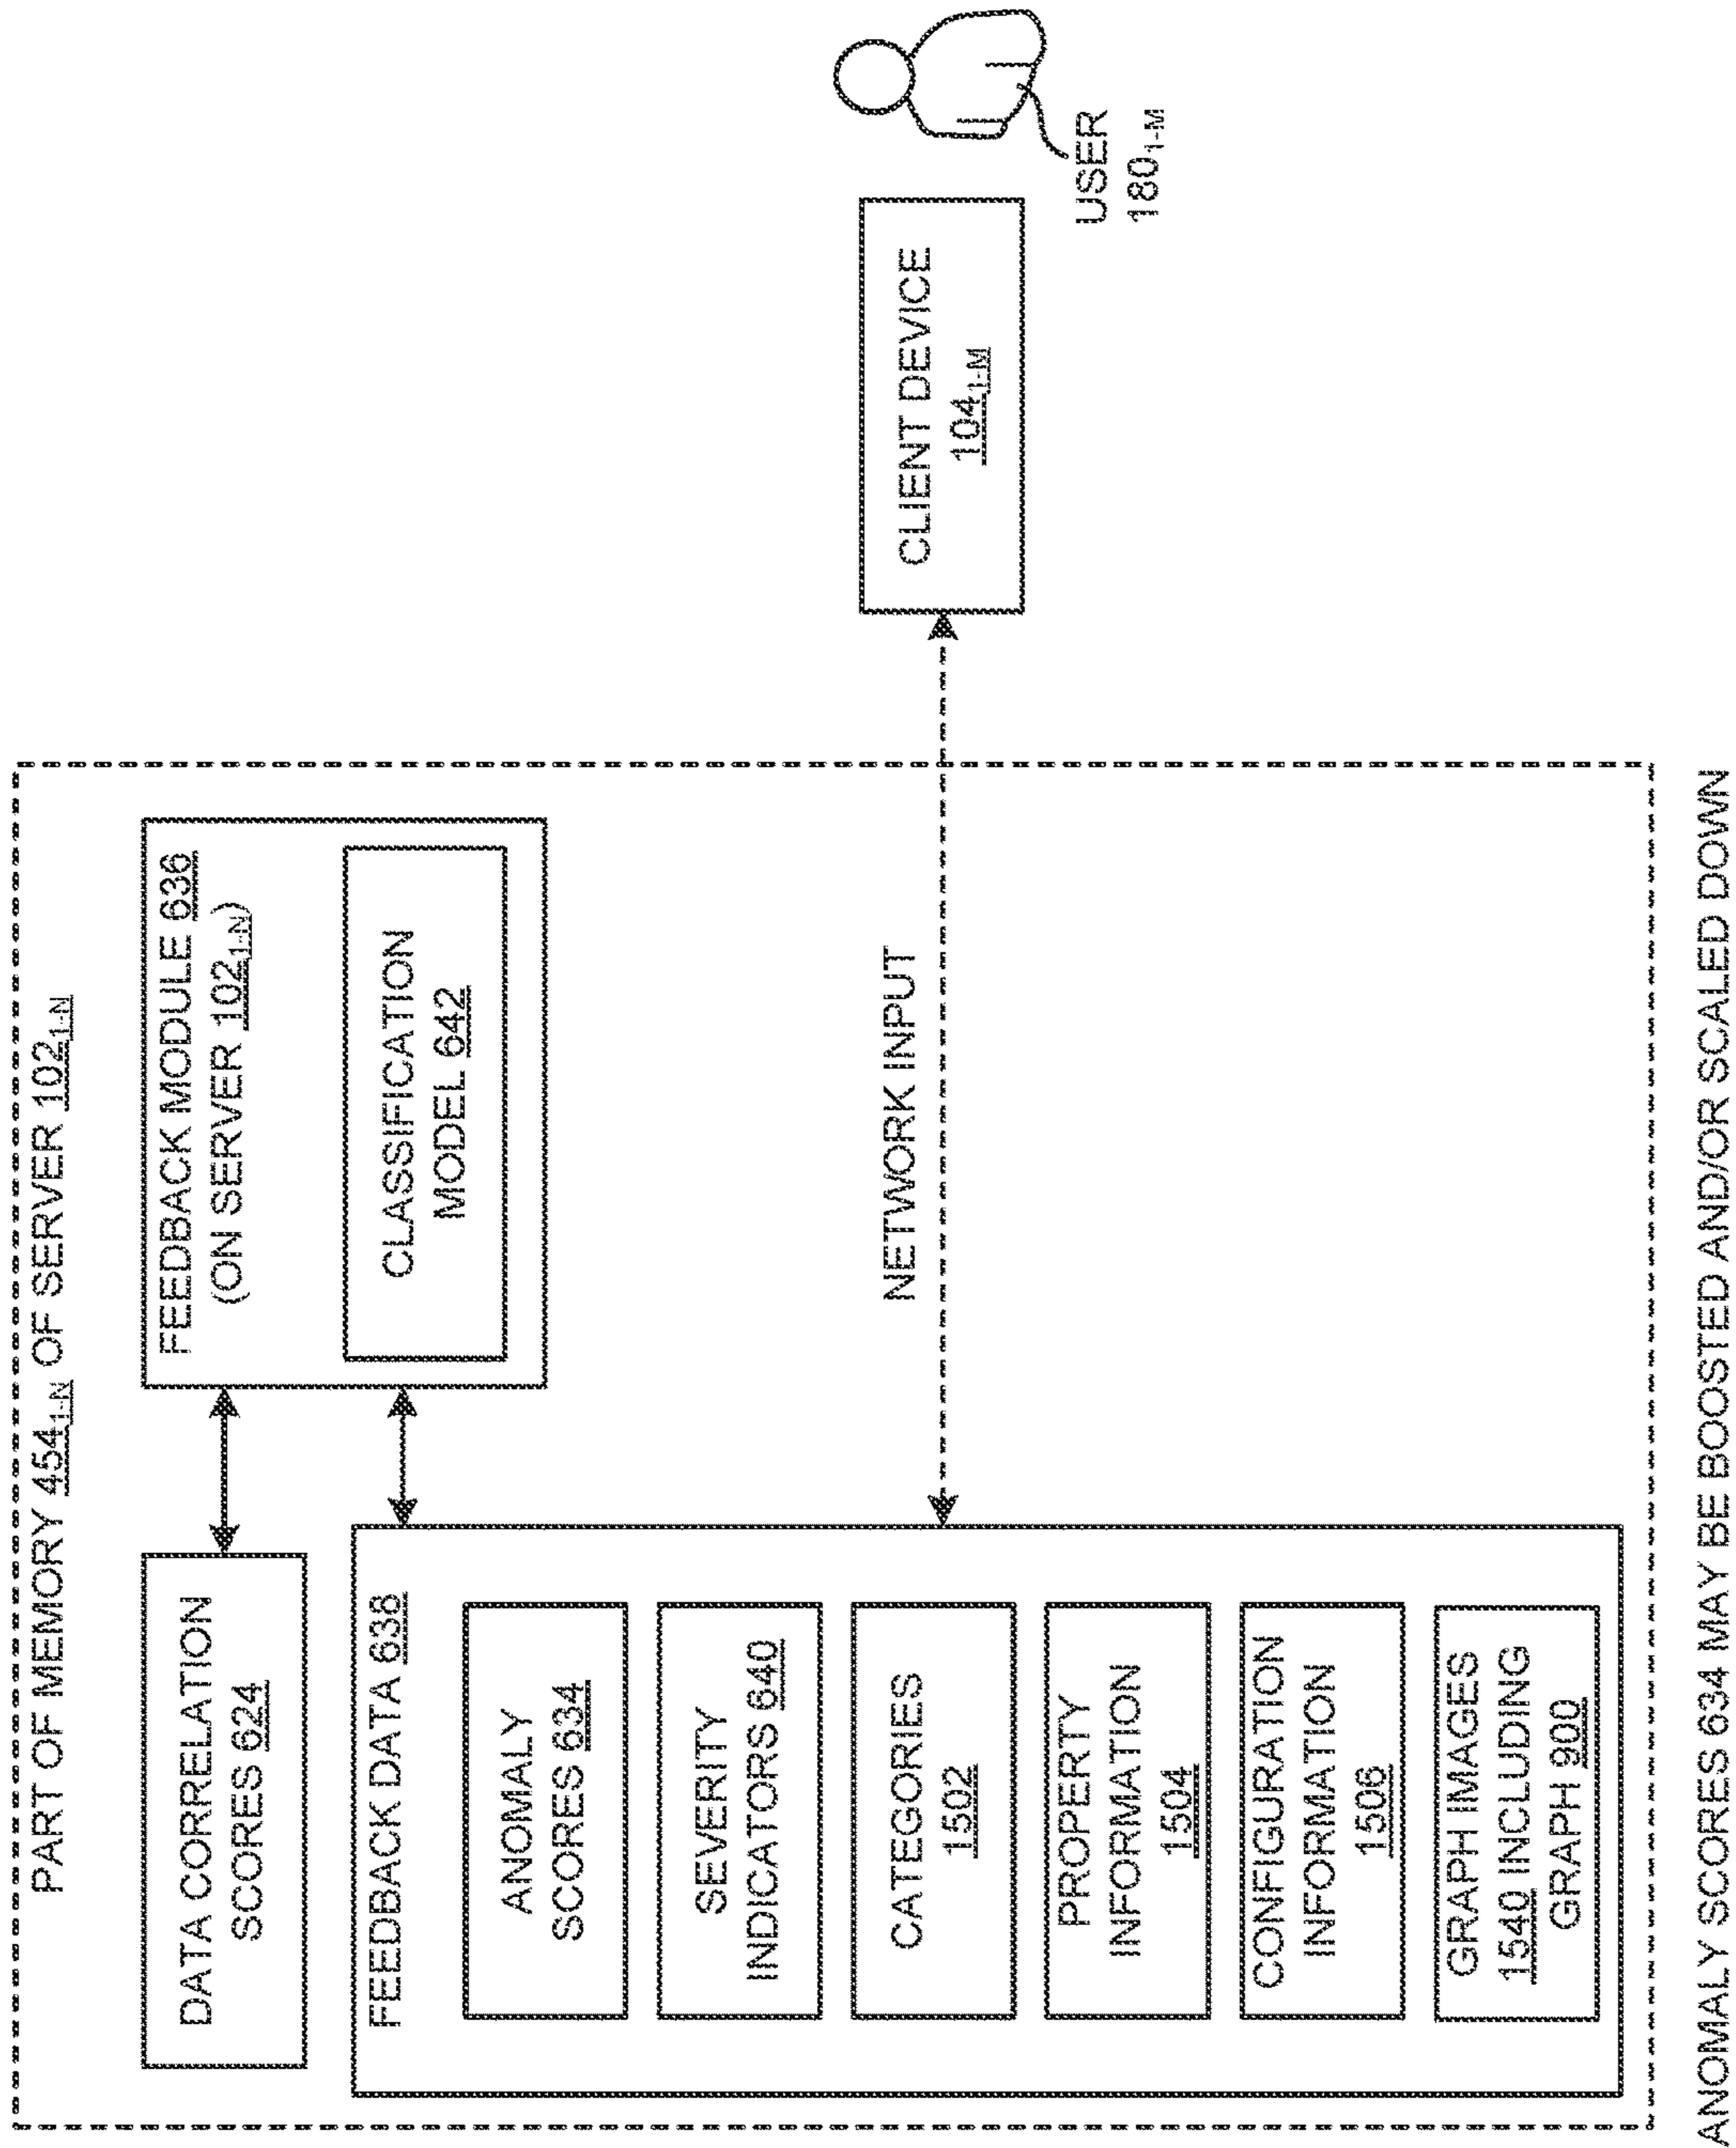 PART OF MEMORY 454₁₋N OF SERVER 102₁₋N
DATA CORRELATION
SCORES 624
FEEDBACK MODULE 636
(ON SERVER 102₁₋N)
CLASSIFICATION
MODEL 642
FEEDBACK DATA 638
ANOMALY
SCORES 634
SEVERITY
INDICATORS 640
CATEGORIES
1502
PROPERTY
INFORMATION
1504
CONFIGURATION
INFORMATION
1506
GRAPH IMAGES
1540 INCLUDING
GRAPH 900
NETWORK INPUT
CLIENT DEVICE
104₁₋M
USER
180₁₋M
ANOMALY SCORES 634 MAY BE BOOSTED AND/OR SCALED DOWN